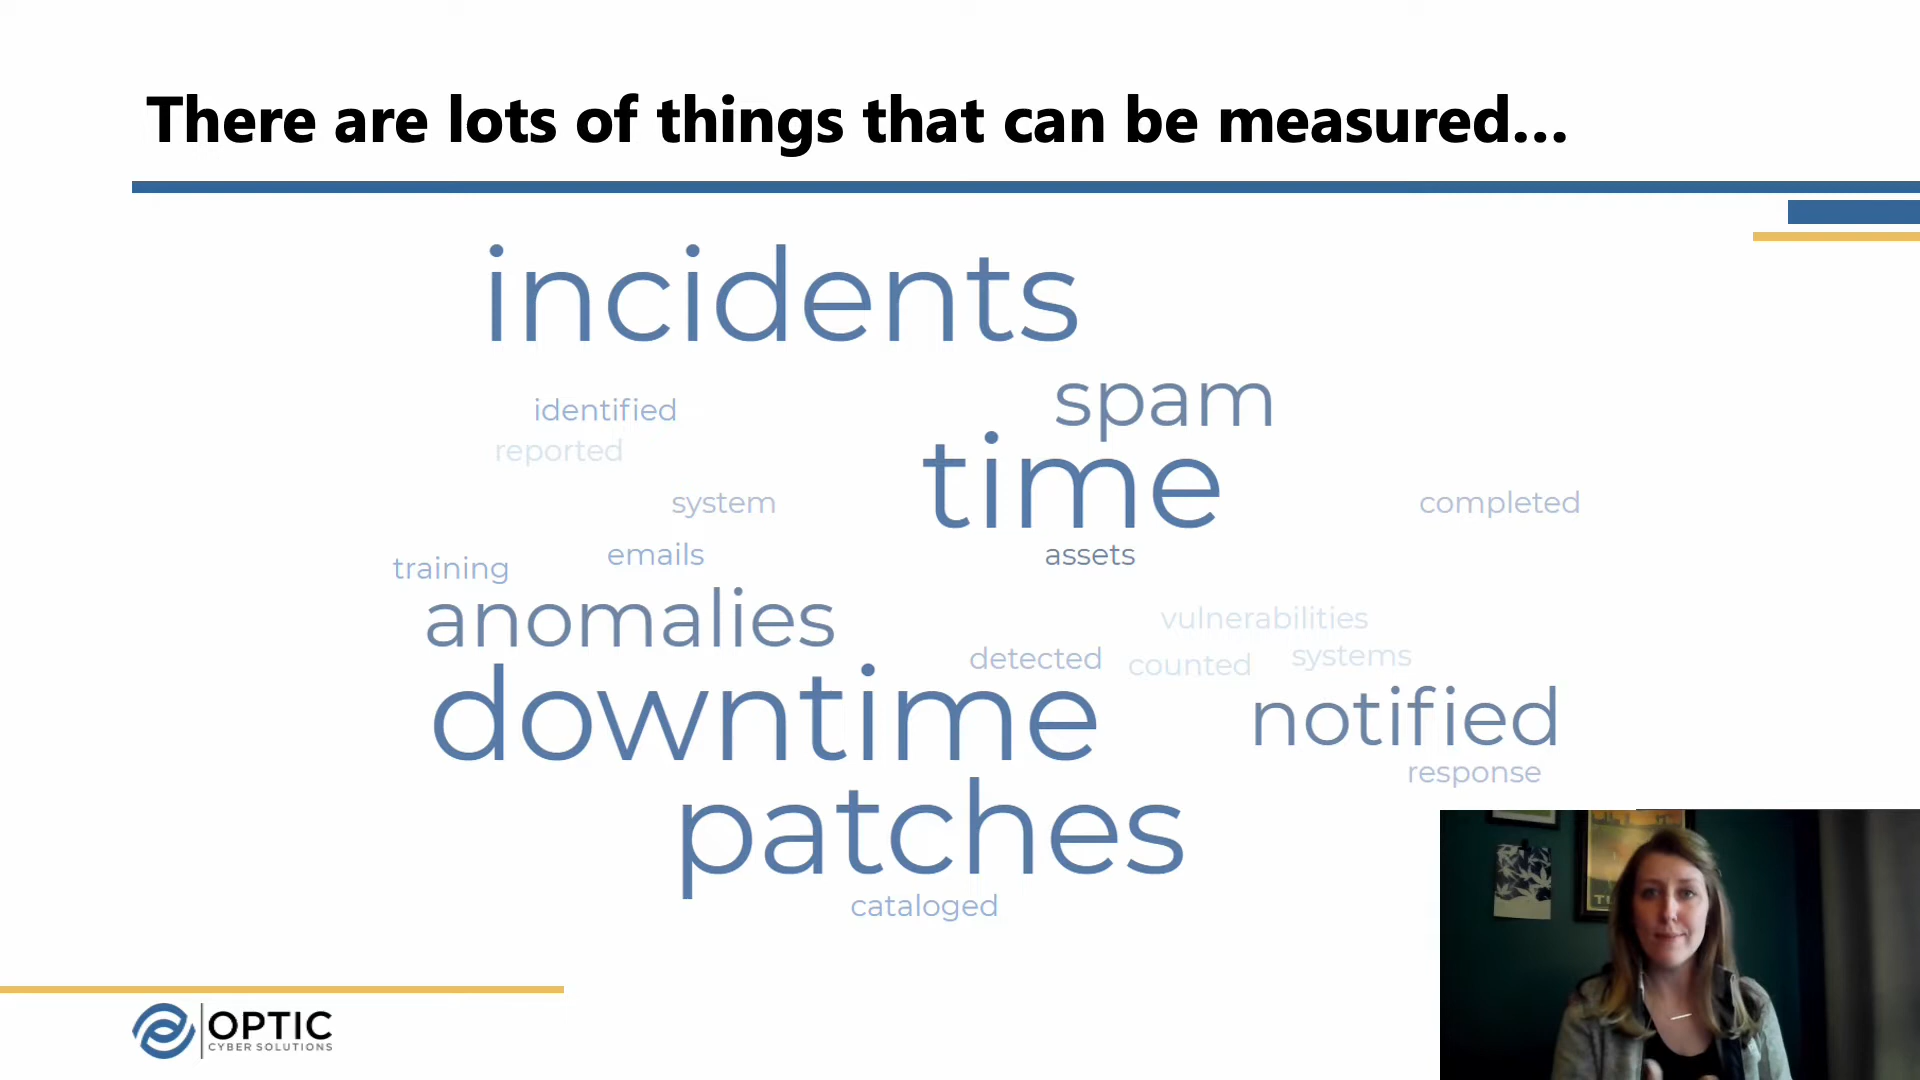 There are lots of things that can be measured...
incidents
spam
identified
time
reported
system
completed
emails
assets
training
anomalies
vulnerabilities
detected
counted
systems
downtime
notified
response
patches
cataloged
OPTIC
CYBER SOLUTIONS